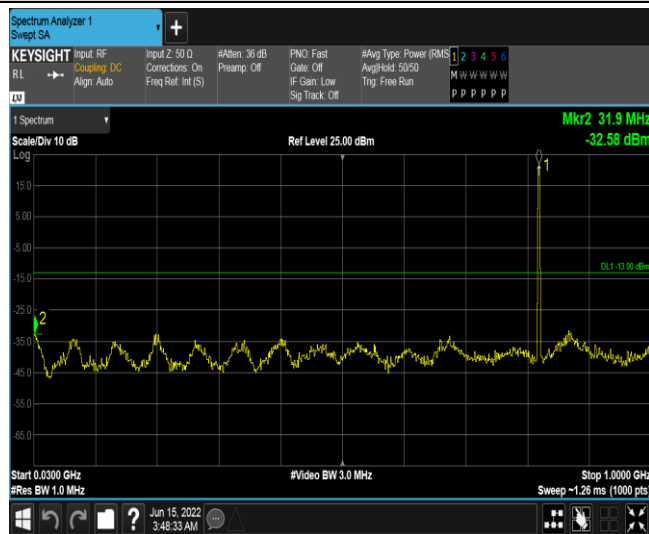 Spectrum Analyzer 1
Swept SA
+
KEYSIGHT Input: RF Input Z: 50 Ω #Atten: 36 dB PNO: Fast #Avg Type: Power (RMS 1 2 3 4 5 6
RL Coupling: DC Corrections: On Preamp: Off Gate: Off Avg|Hold: 50/50 M W W W W W
Align: Auto Freq Ref: Int (S) IF Gain: Low Trig: Free Run
LXI Sig Track: Off P P P P P P
1 Spectrum Mkr2 31.9 MHz
Scale/Div 10 dB Ref Level 25.00 dBm -32.58 dBm
Log
1
15.0
5.00
-5.00
DL1 -13.00 dBm
-15.0
-25.0
2
-35.0
-45.0
-55.0
-65.0
Start 0.0300 GHz #Video BW 3.0 MHz Stop 1.0000 GHz
#Res BW 1.0 MHz Sweep ~1.26 ms (1000 pts)
? Jun 15, 2022
3:48:33 AM